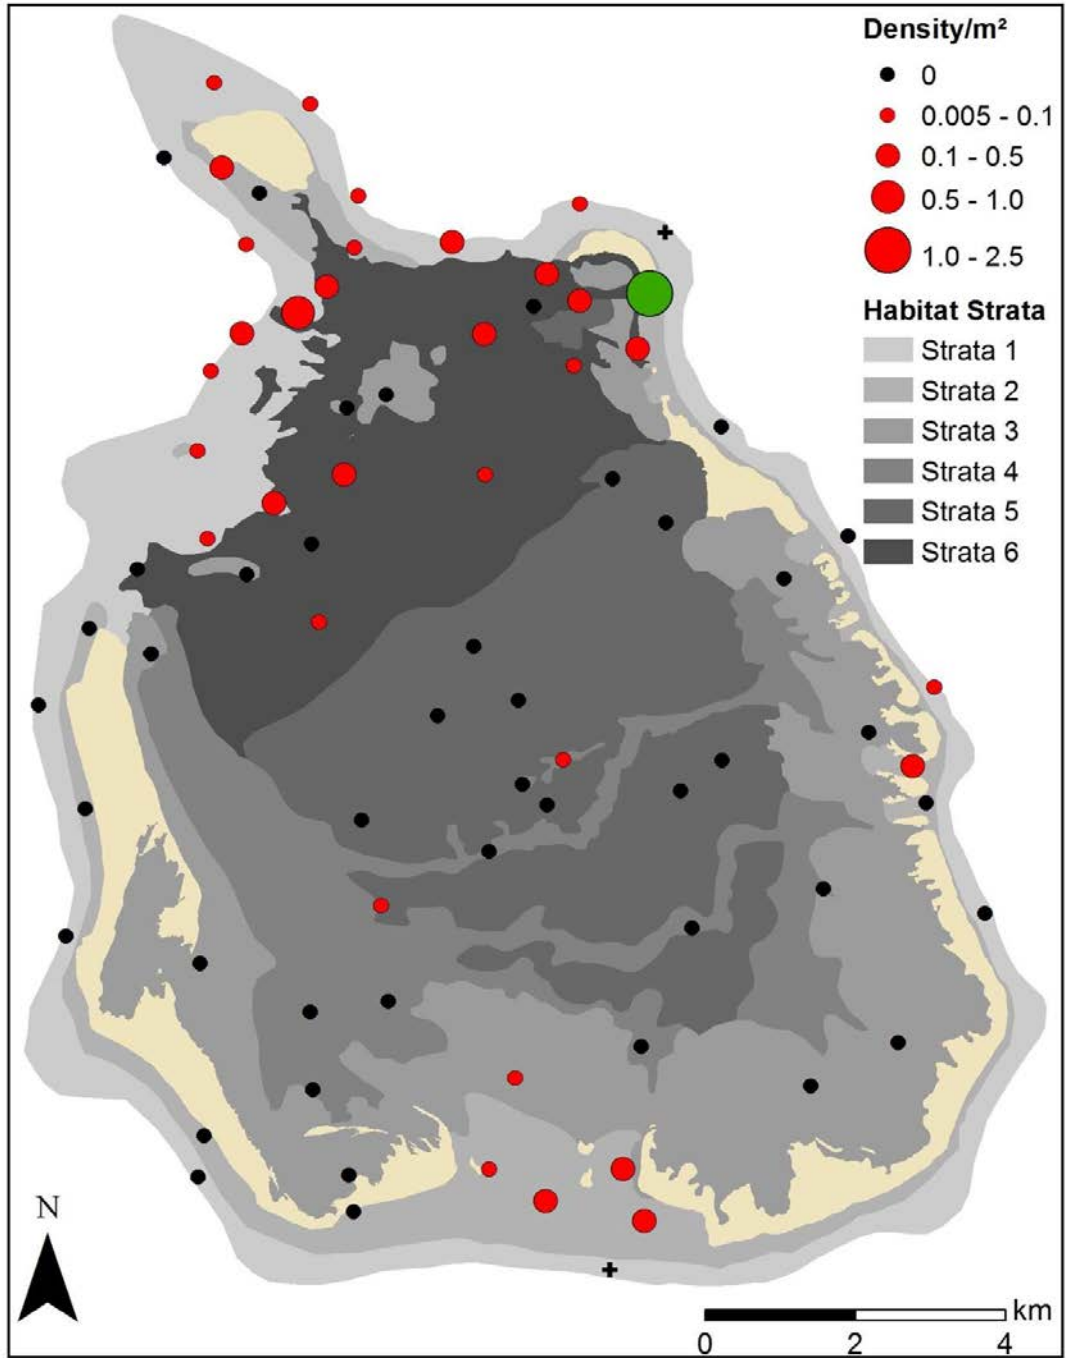 Density/m²
0
0.005 - 0.1
0.1 - 0.5
0.5 - 1.0
1.0 - 2.5
Habitat Strata
Strata 1
Strata 2
Strata 3
Strata 4
Strata 5
Strata 6
N
km
0 2 4